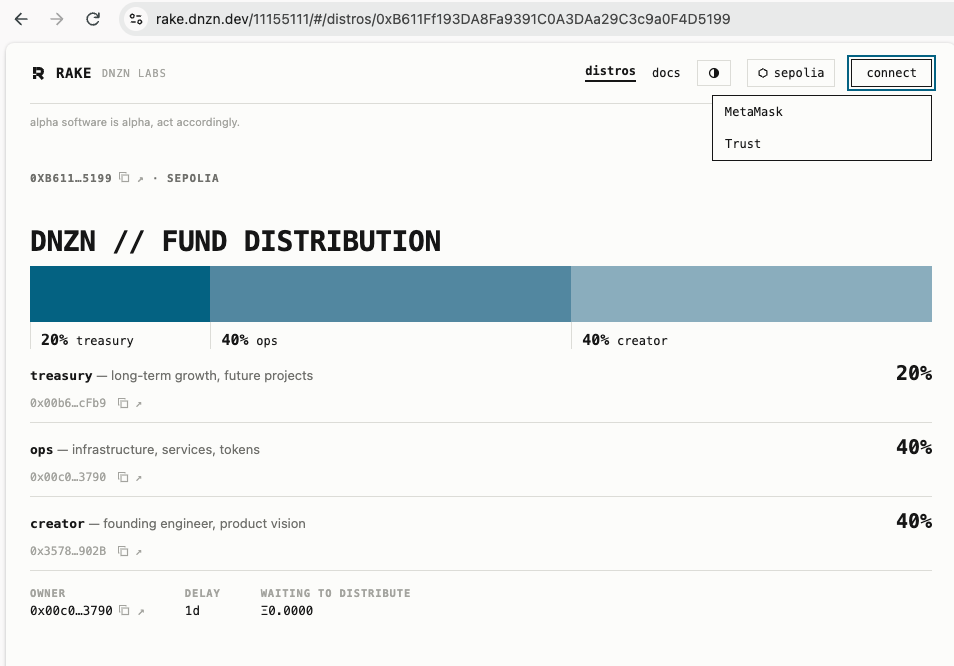 rake.dnzn.dev/11155111/#/distros/0xB611Ff193DA8Fa9391C0A3DAa29C3c9a0F4D5199
RAKE DNZN LABS
distros docs sepolia connect
MetaMask
Trust
alpha software is alpha, act accordingly.
0XB611…5199 ↗ · SEPOLIA
DNZN // FUND DISTRIBUTION
20% treasury 40% ops 40% creator
treasury — long-term growth, future projects 20%
0x00b6…cFb9 ↗
ops — infrastructure, services, tokens 40%
0x00c0…3790 ↗
creator — founding engineer, product vision 40%
0x3578…902B ↗
OWNER DELAY WAITING TO DISTRIBUTE
0x00c0…3790 ↗ 1d Ξ0.0000